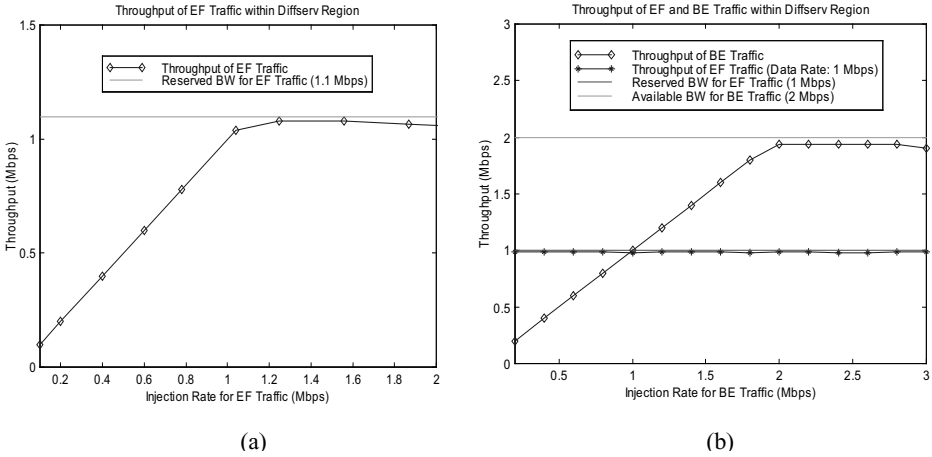 Throughput of EF Traffic within Diffserv Region
1.5
1
0.5
0
Throughput (Mbps)
Throughput of EF Traffic
Reserved BW for EF Traffic (1.1 Mbps)
0.2 0.4 0.6 0.8 1 1.2 1.4 1.6 1.8 2
Injection Rate for EF Traffic (Mbps)
(a)
Throughput of EF and BE Traffic within Diffserv Region
3
2.5
2
1.5
1
0.5
0
Throughput (Mbps)
Throughput of BE Traffic
Throughput of EF Traffic (Data Rate: 1 Mbps)
Reserved BW for EF Traffic (1 Mbps)
Available BW for BE Traffic (2 Mbps)
0.5 1 1.5 2 2.5 3
Injection Rate for BE Traffic (Mbps)
(b)